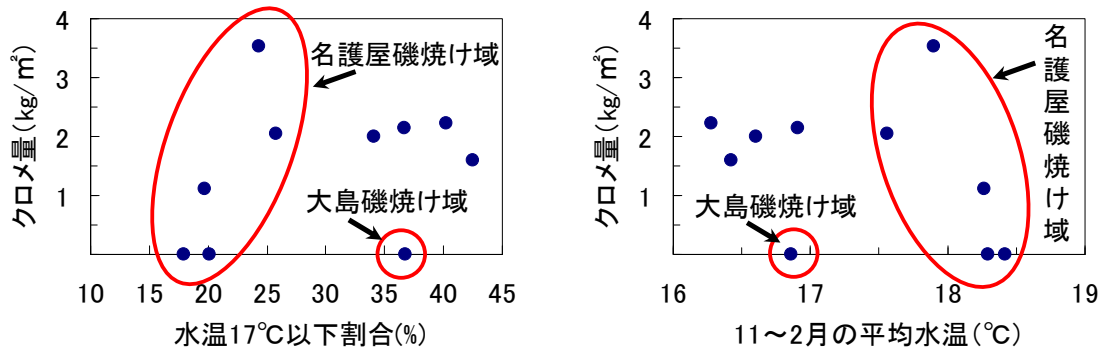 4
3
2
1
クロメ量(kg/㎡)
名護屋磯焼け域
大島磯焼け域
10 15 20 25 30 35 40 45
水温17℃以下割合(%)
4
3
2
1
クロメ量(kg/㎡)
名護屋磯焼け域
大島磯焼け域
16 17 18 19
11～2月の平均水温(℃)